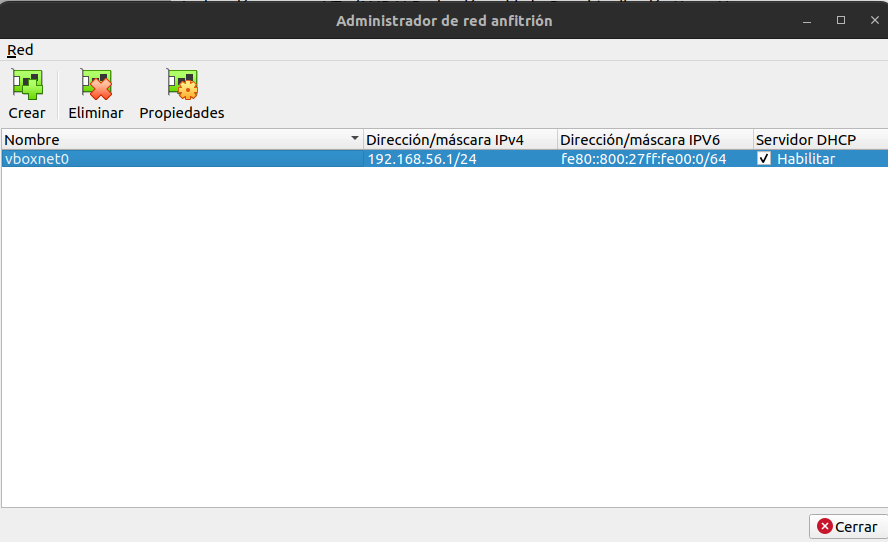 Administrador de red anfitrión
Red
Crear Eliminar Propiedades
Nombre Dirección/máscara IPv4 Dirección/máscara IPV6 Servidor DHCP
vboxnet0 192.168.56.1/24 fe80::800:27ff:fe00:0/64 Habilitar
Cerrar